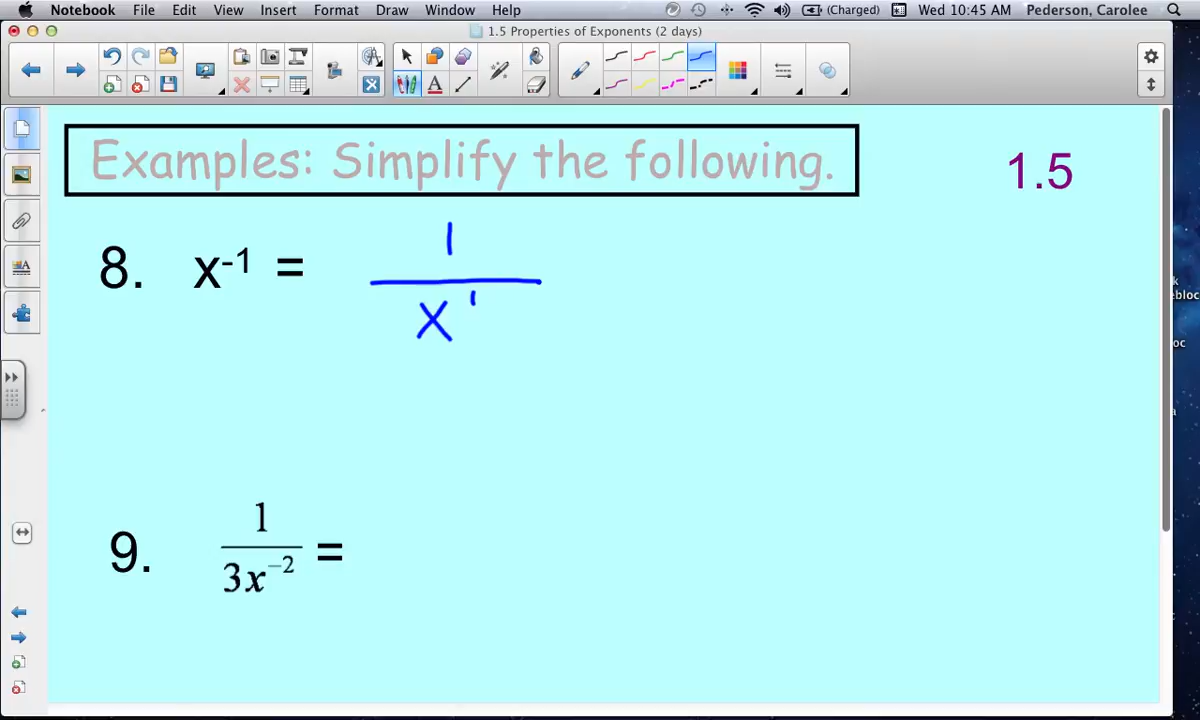 Notebook File Edit View Insert Format Draw Window Help (Charged) Wed 10:45 AM Pederson, Carolee
1.5 Properties of Exponents (2 days)
Examples: Simplify the following.
1.5
8. x⁻¹ = 1/x¹
9. 1/3x⁻² =